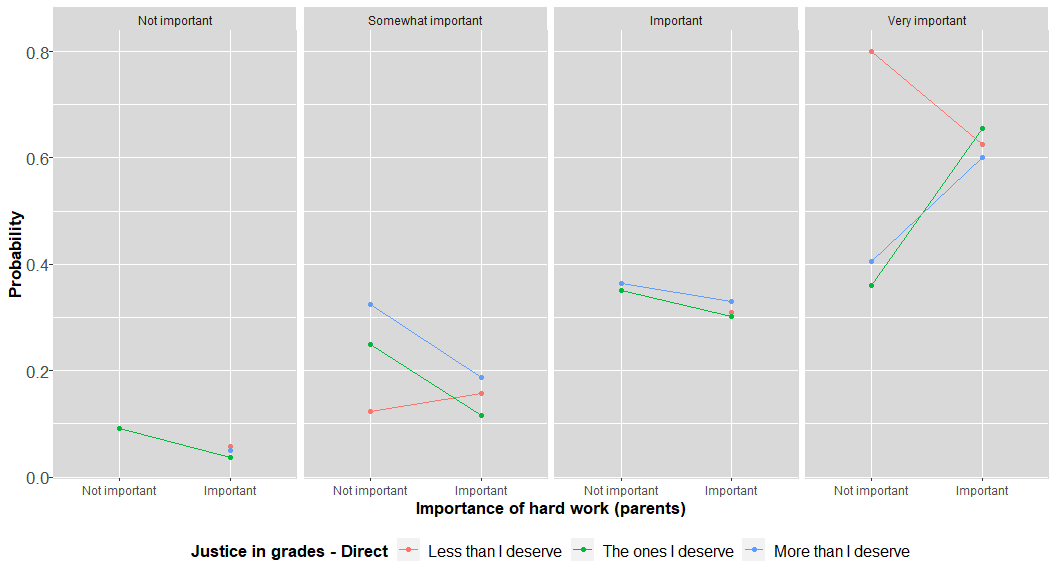 Not important
Somewhat important
Important
Very important
Probability
0.8
0.6
0.4
0.2
0.0
Not important
Important
Not important
Important
Not important
Important
Not important
Important
Importance of hard work (parents)
Justice in grades - Direct
Less than I deserve
The ones I deserve
More than I deserve